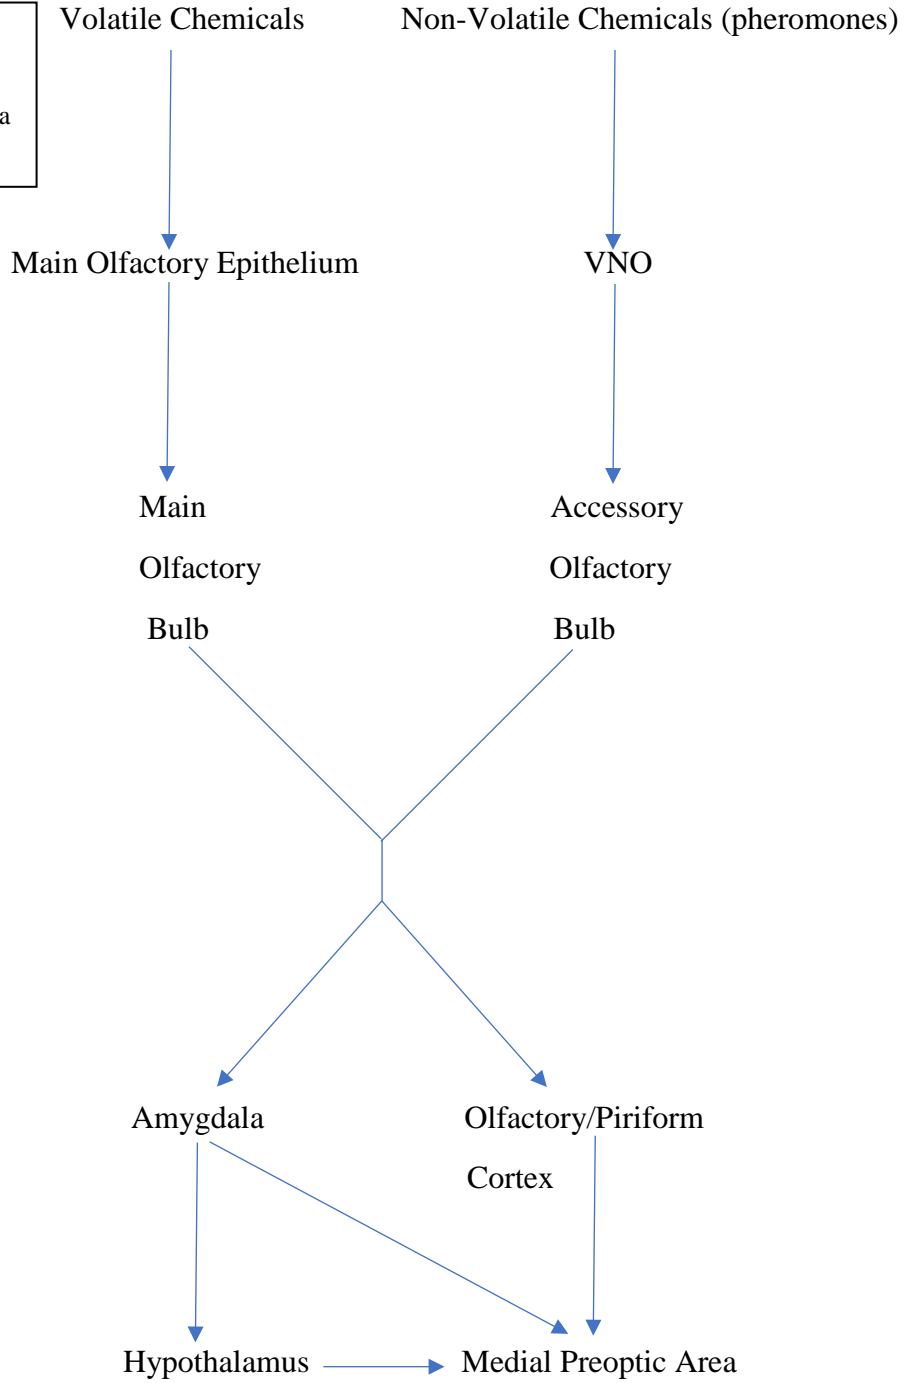 Volatile Chemicals
Non-Volatile Chemicals (pheromones)
a
Main Olfactory Epithelium
VNO
Main
Olfactory
Bulb
Accessory
Olfactory
Bulb
Amygdala
Olfactory/Piriform
Cortex
Hypothalamus
Medial Preoptic Area